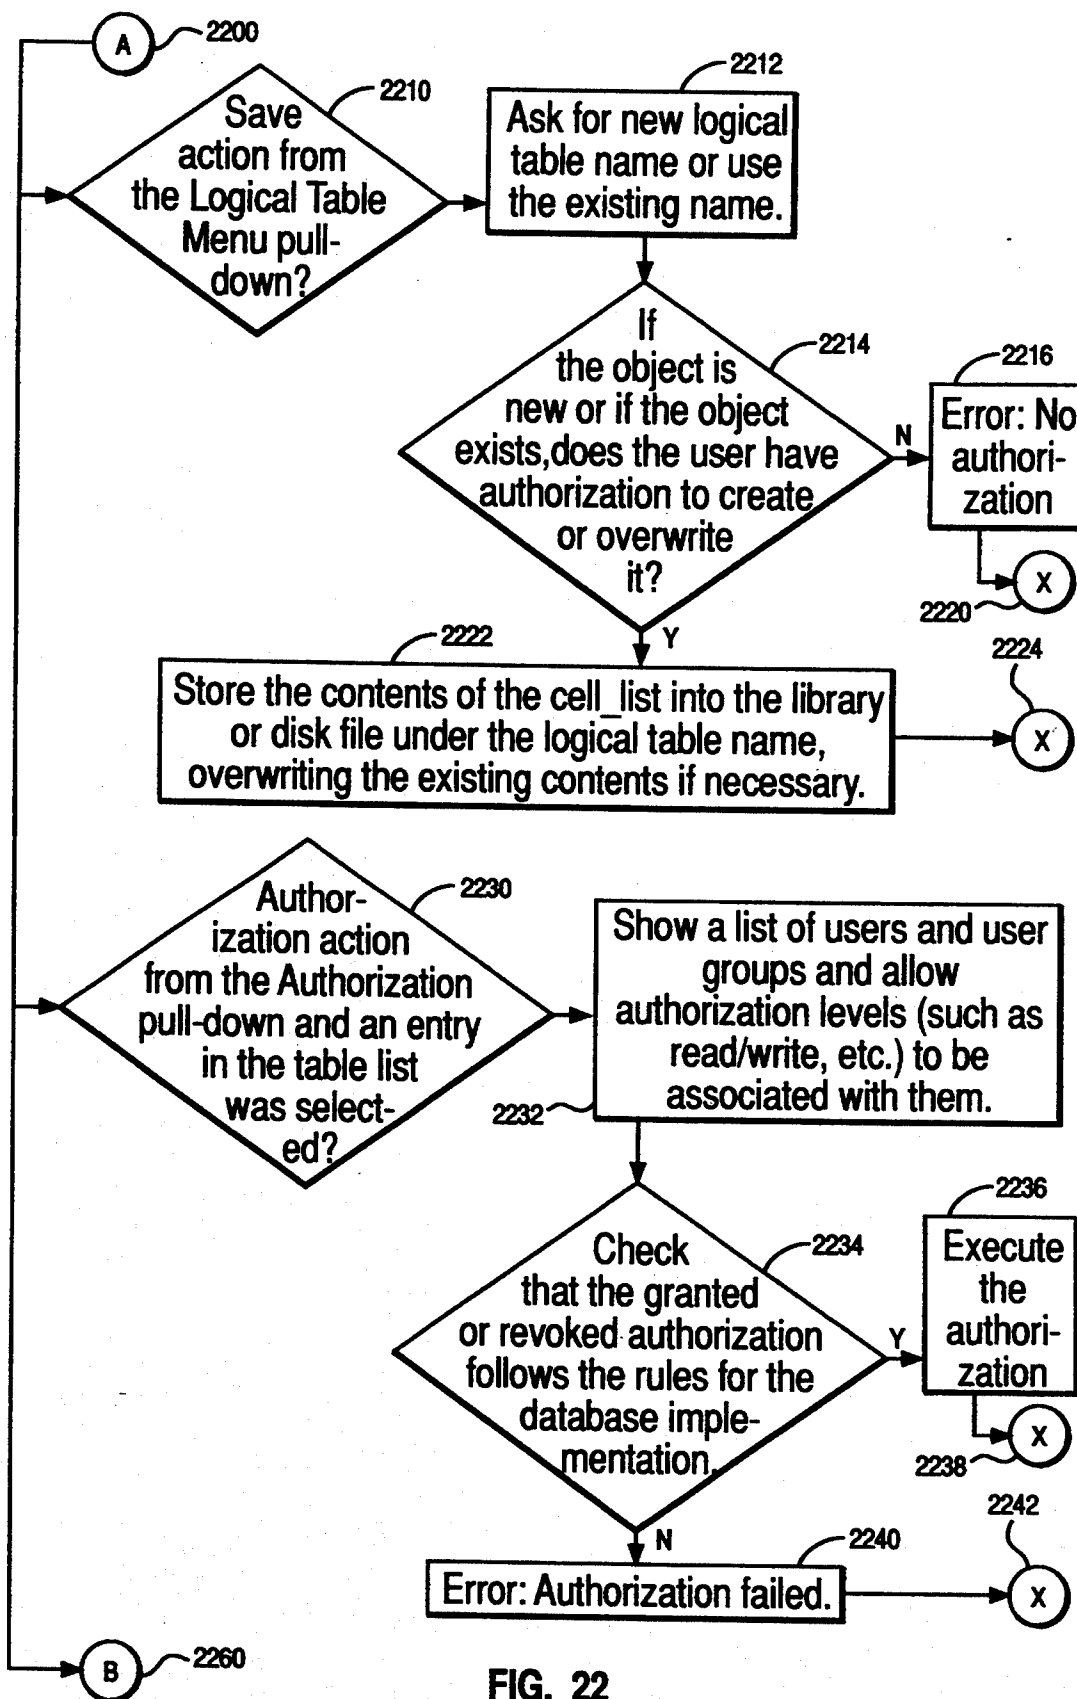 A
2200
2210
Save
action from
the Logical Table
Menu pull-
down?
2212
Ask for new logical
table name or use
the existing name.
2214
If
the object is
new or if the object
exists,does the user have
authorization to create
or overwrite
it?
N
2216
Error: No
authori-
zation
X
2220
Y
2222
Store the contents of the cell_list into the library
or disk file under the logical table name,
overwriting the existing contents if necessary.
2224
X
2230
Author-
ization action
from the Authorization
pull-down and an entry
in the table list
was select-
ed?
Show a list of users and user
groups and allow
authorization levels (such as
read/write, etc.) to be
associated with them.
2232
2234
Check
that the granted
or revoked authorization
follows the rules for the
database imple-
mentation.
Y
2236
Execute
the
authori-
zation
X
2238
N
2240
Error: Authorization failed.
2242
X
B
2260
FIG. 22